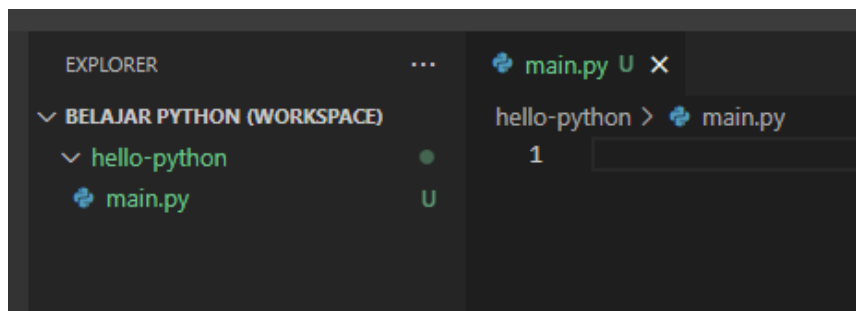 EXPLORER ...
BELAJAR PYTHON (WORKSPACE)
hello-python
main.py U
main.py U
hello-python > main.py
1